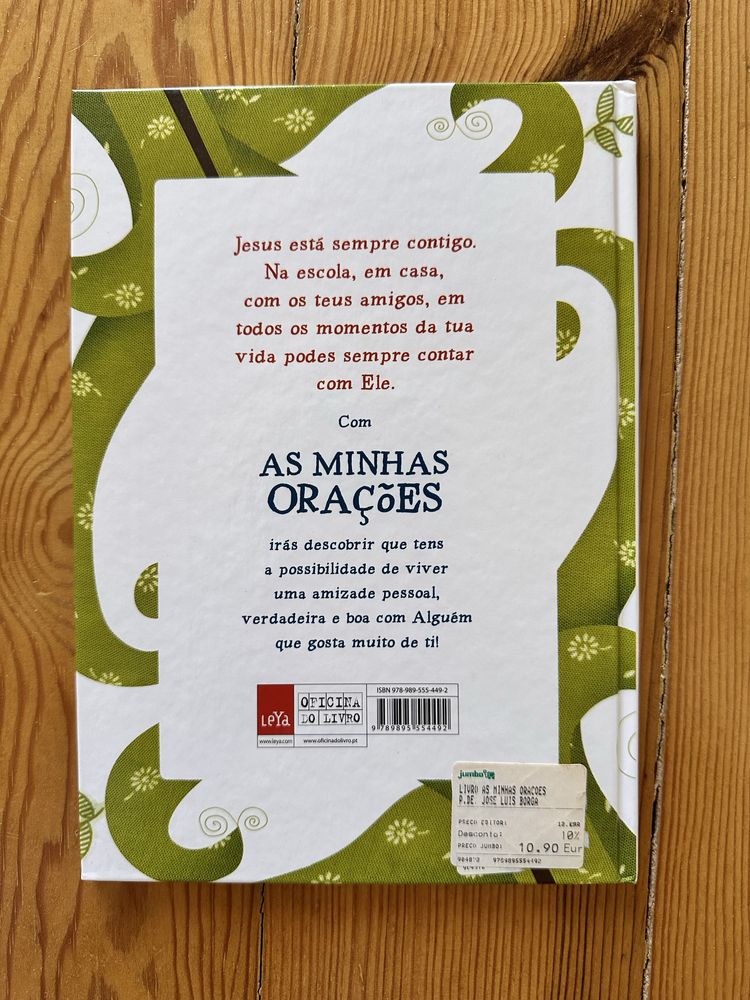 Jesus está sempre contigo.
Na escola, em casa,
com os teus amigos, em
todos os momentos da tua
vida podes sempre contar
com Ele.
Com
AS MINHAS
ORAÇÕES
irás descobrir que tens
a possibilidade de viver
uma amizade pessoal,
verdadeira e boa com Alguém
que gosta muito de ti!
LeYa
www.leya.com
OFICINA
DO LIVRO
www.oficinadolivro.pt
ISBN 978-989-555-449-2
9 789895 554492
jumbo
LIVRO AS MINHAS ORACOES
P.DE. JOSE LUIS BORGA
PRECO EDITOR:
Desconto: 10%
PRECO JUMBO: 10.90 Eur
9789895554492